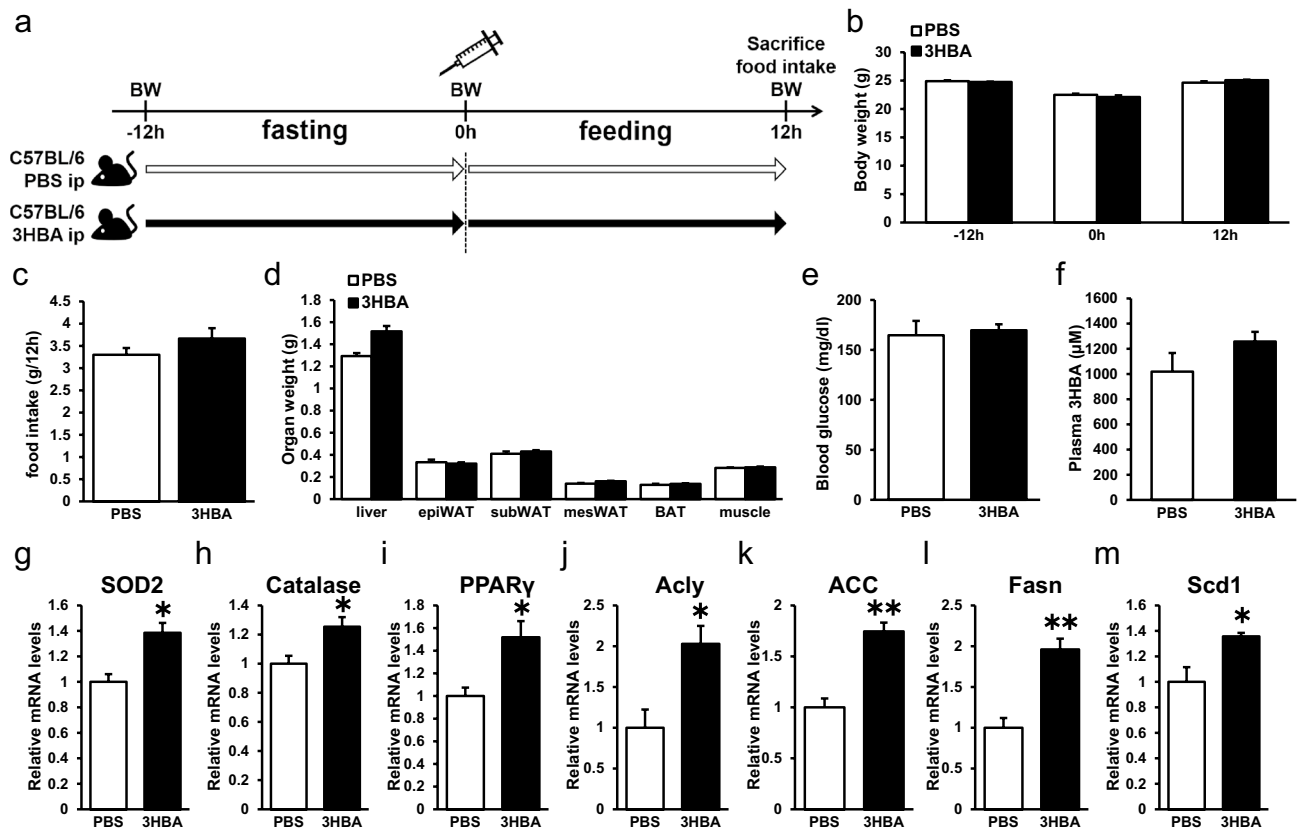 a
Sacrifice
food intake
BW
BW
BW
-12h
fasting
0h
feeding
12h
C57BL/6
PBS ip
C57BL/6
3HBA ip
b
PBS
3HBA
Body weight (g)
30
25
20
15
10
5
0
-12h
0h
12h
c
food intake (g/12h)
4.5
4
3.5
3
2.5
2
1.5
1
0.5
0
PBS
3HBA
d
PBS
3HBA
Organ weight (g)
1.8
1.6
1.4
1.2
1
0.8
0.6
0.4
0.2
0
liver
epiWAT
subWAT
mesWAT
BAT
muscle
e
Blood glucose (mg/dl)
200
150
100
50
0
PBS
3HBA
f
Plasma 3HBA (μM)
1600
1400
1200
1000
800
600
400
200
0
PBS
3HBA
g
SOD2
Relative mRNA levels
1.6
1.4
1.2
1
0.8
0.6
0.4
0.2
0
*
PBS
3HBA
h
Catalase
Relative mRNA levels
1.4
1.2
1
0.8
0.6
0.4
0.2
0
*
PBS
3HBA
i
PPARγ
Relative mRNA levels
1.8
1.6
1.4
1.2
1
0.8
0.6
0.4
0.2
0
*
PBS
3HBA
j
Acly
Relative mRNA levels
2.5
2
1.5
1
0.5
0
*
PBS
3HBA
k
ACC
Relative mRNA levels
2
1.5
1
0.5
0
**
PBS
3HBA
l
Fasn
Relative mRNA levels
2.5
2
1.5
1
0.5
0
**
PBS
3HBA
m
Scd1
Relative mRNA levels
1.6
1.4
1.2
1
0.8
0.6
0.4
0.2
0
*
PBS
3HBA